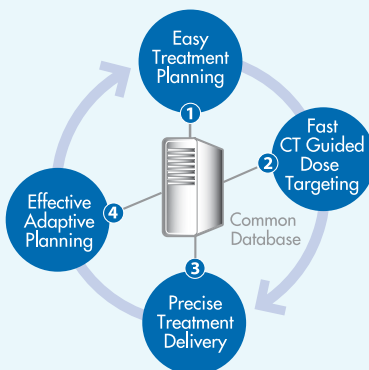 Easy
Treatment
Planning
1
Fast
CT Guided
Dose
Targeting
2
Common
Database
3
Precise
Treatment
Delivery
Effective
Adaptive
Planning
4